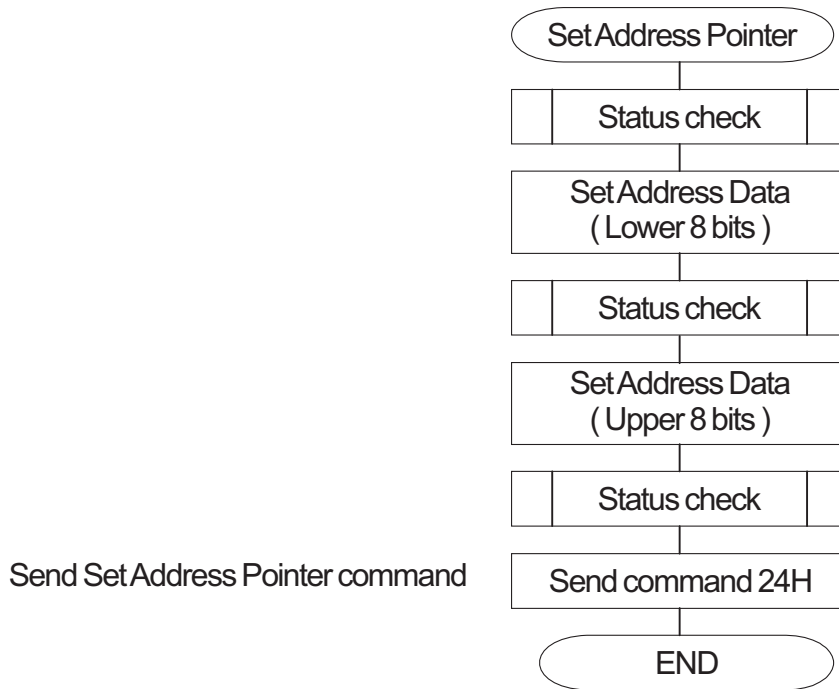 Set Address Pointer
Status check
Set Address Data
( Lower 8 bits )
Status check
Set Address Data
( Upper 8 bits )
Status check
Send Set Address Pointer command
Send command 24H
END